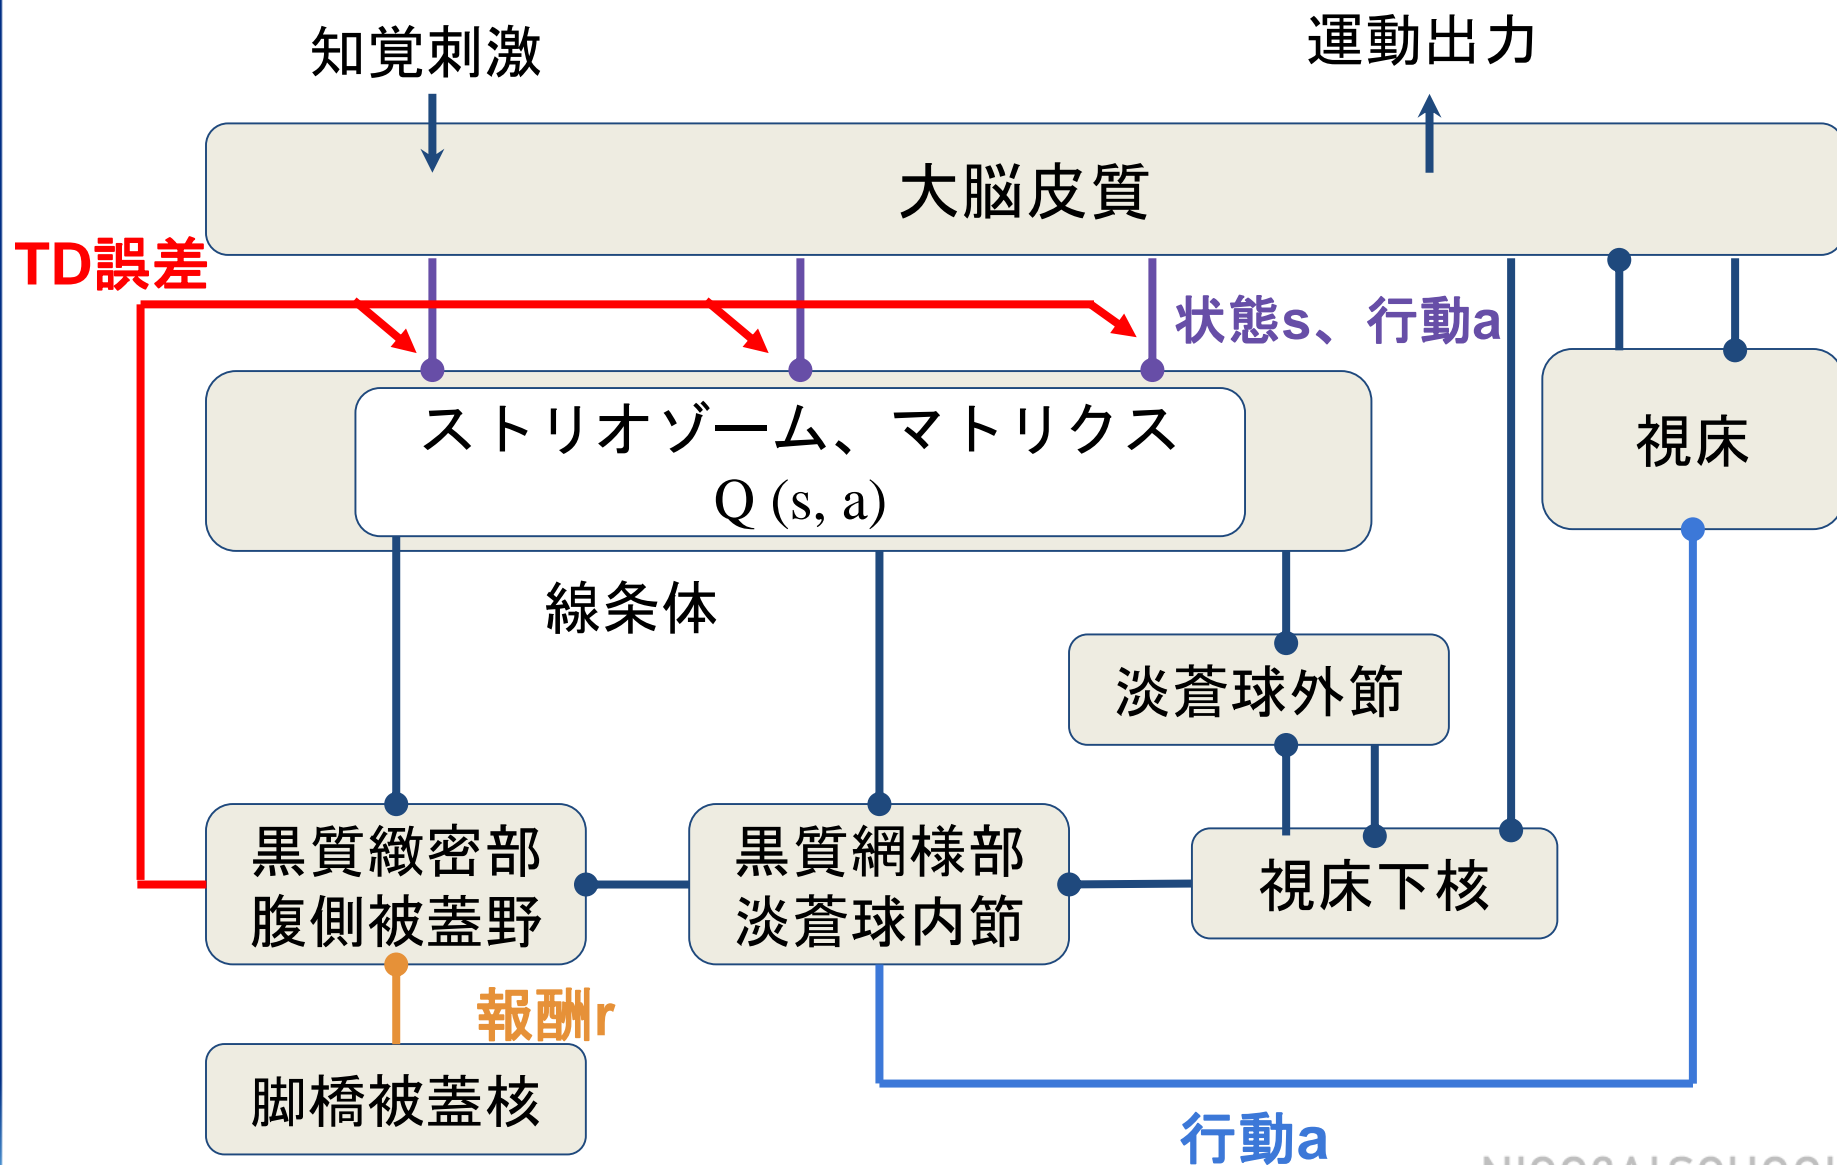 知覚刺激
運動出力
大脳皮質
TD誤差
状態s、行動a
ストリオゾーム、マトリクス
Q (s, a)
視床
線条体
淡蒼球外節
黒質緻密部
腹側被蓋野
黒質網様部
淡蒼球内節
視床下核
報酬r
脚橋被蓋核
行動a